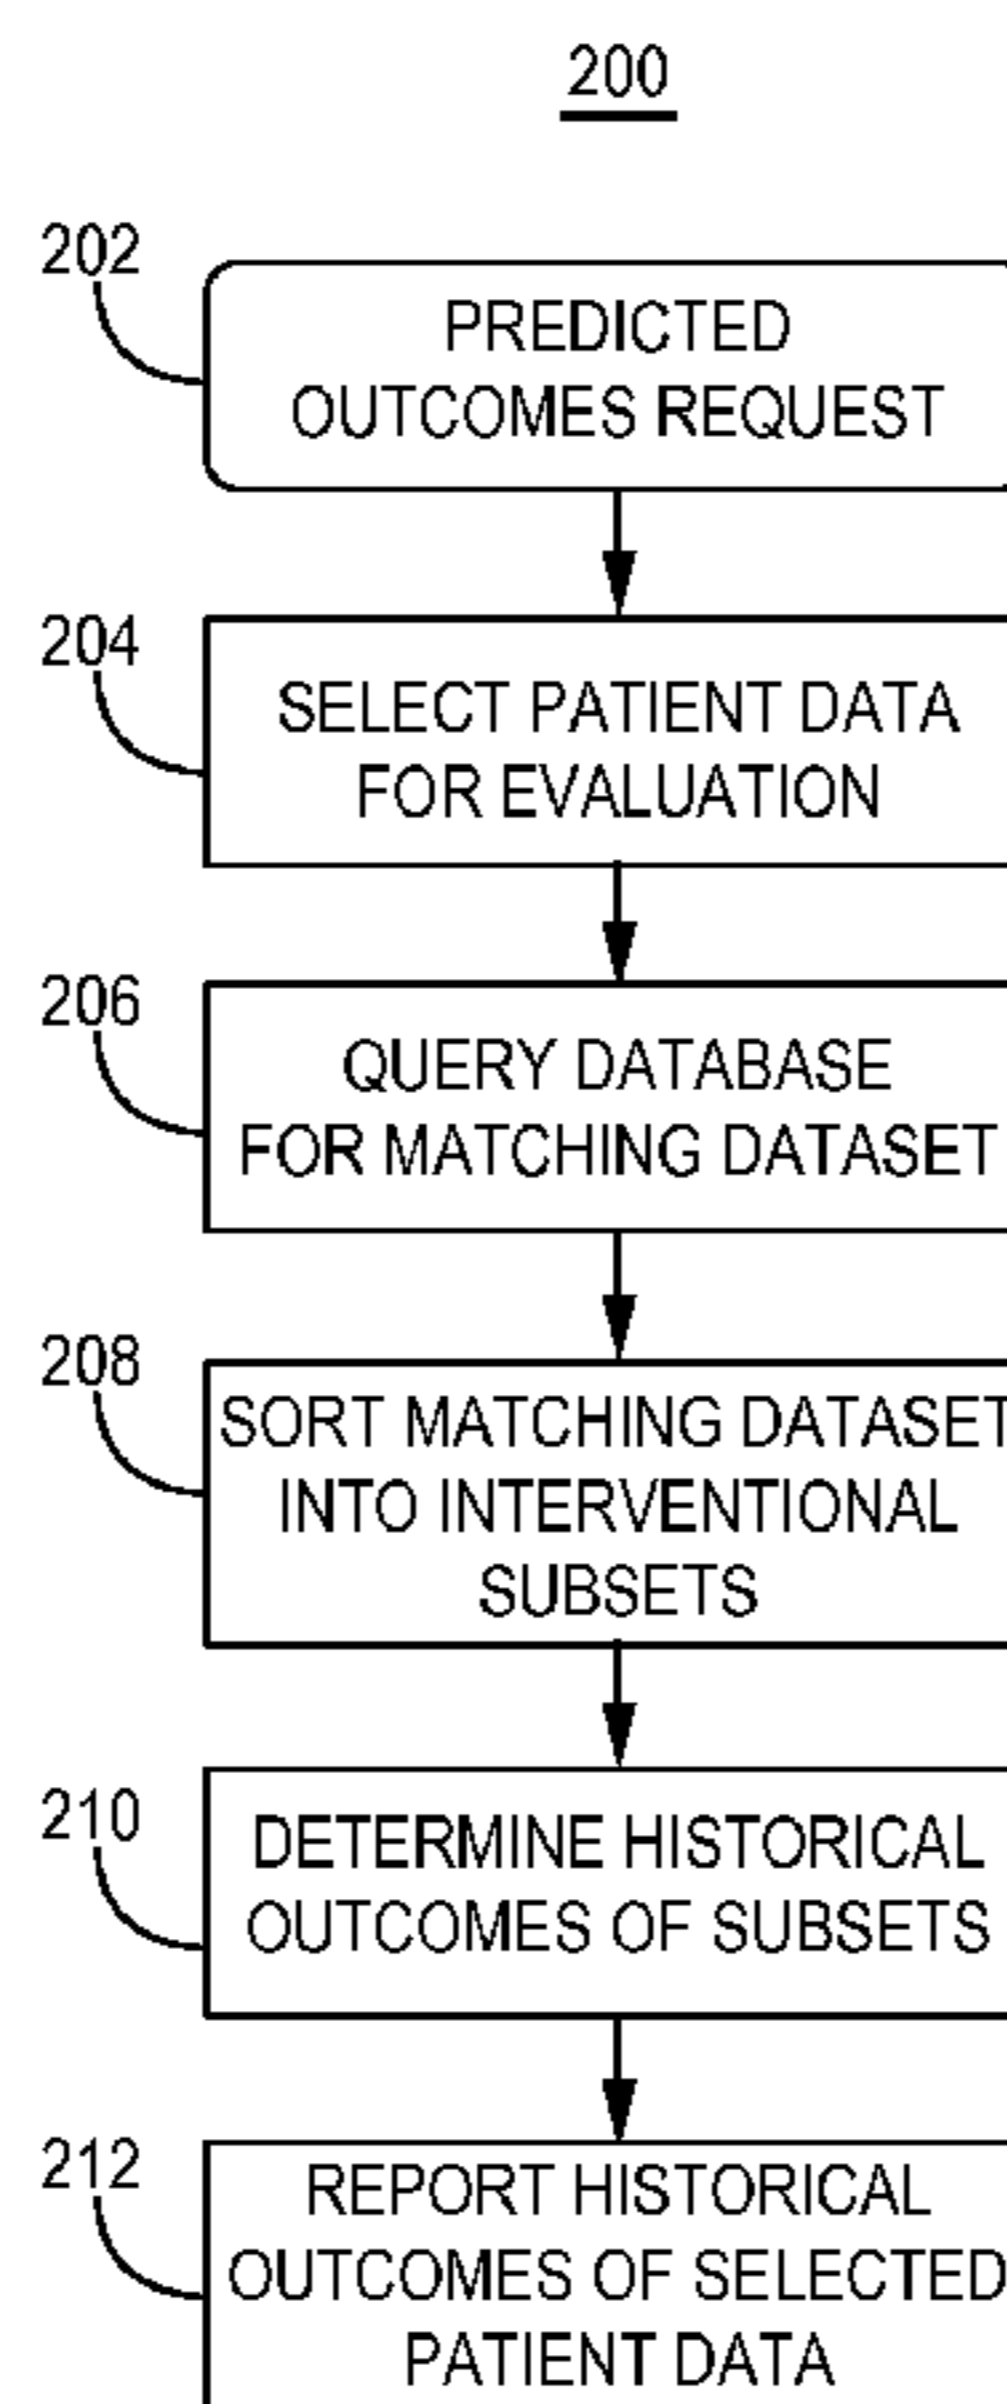 200
202
PREDICTED
OUTCOMES REQUEST
204
SELECT PATIENT DATA
FOR EVALUATION
206
QUERY DATABASE
FOR MATCHING DATASET
208
SORT MATCHING DATASET
INTO INTERVENTIONAL
SUBSETS
210
DETERMINE HISTORICAL
OUTCOMES OF SUBSETS
212
REPORT HISTORICAL
OUTCOMES OF SELECTED
PATIENT DATA